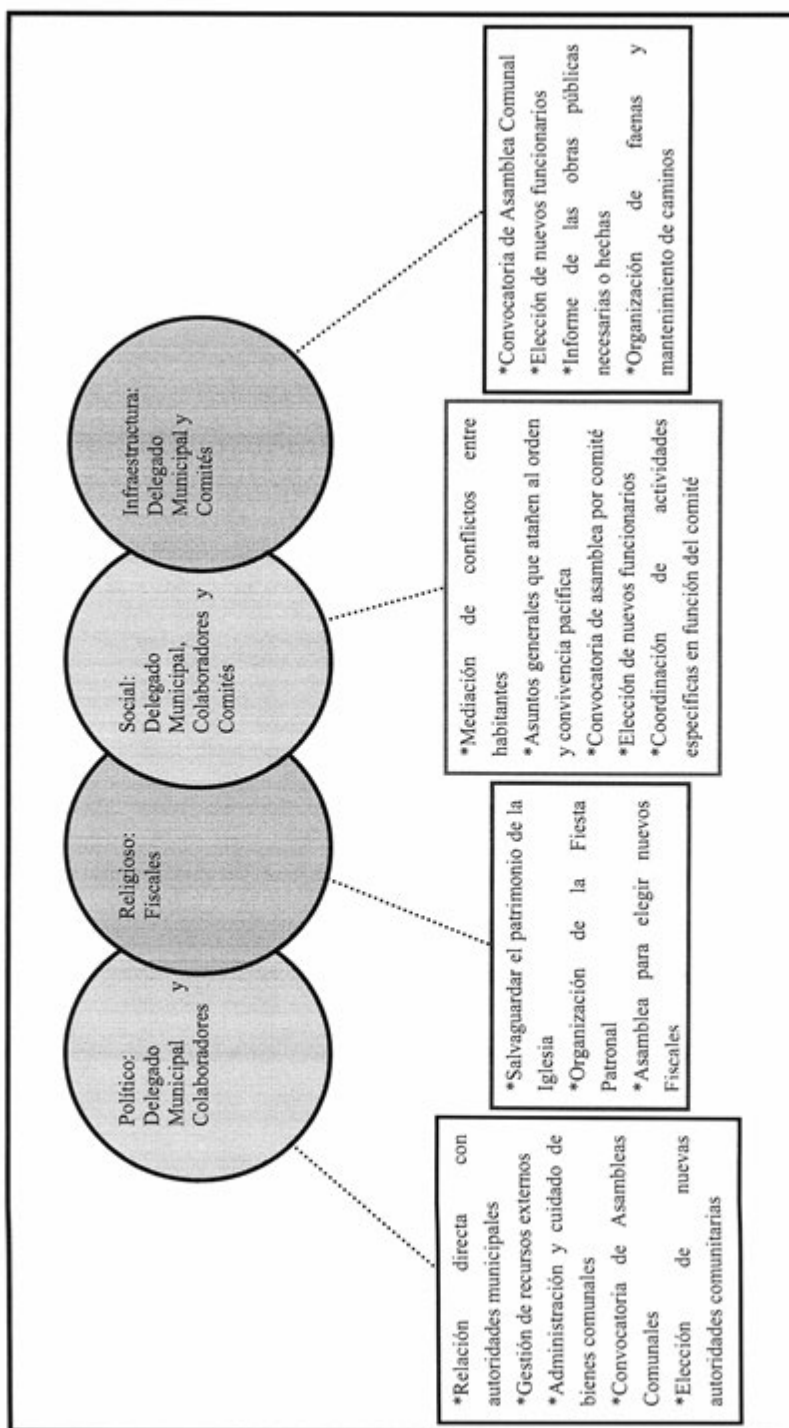 Político:
Delegado
Municipal y
Colaboradores
Religioso:
Fiscales
Social:
Delegado
Municipal,
Colaboradores y
Comités
Infraestructura:
Delegado
Municipal y
Comités
*Relación directa con
autoridades municipales
*Gestión de recursos externos
*Administración y cuidado de
bienes comunales
*Convocatoria de Asambleas
Comunales
*Elección de nuevas
autoridades comunitarias
*Salvaguardar el patrimonio de la
Iglesia
*Organización de la Fiesta
Patronal
*Asamblea para elegir nuevos
Fiscales
*Mediación de conflictos entre
habitantes
*Asuntos generales que atañen al orden
y convivencia pacífica
*Convocatoria de asamblea por comité
*Elección de nuevos funcionarios
*Coordinación de actividades
específicas en función del comité
*Convocatoria de Asamblea Comunal
*Elección de nuevos funcionarios
*Informe de las obras públicas
necesarias o hechas
*Organización de faenas y
mantenimiento de caminos